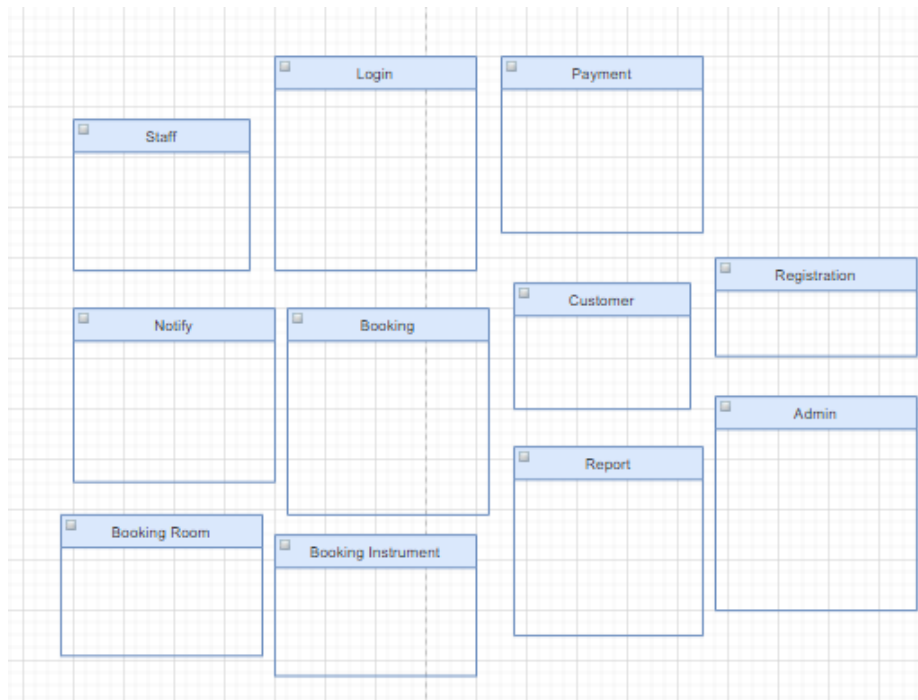 Login
Payment
Staff
Registration
Customer
Notify
Booking
Admin
Report
Booking Room
Booking Instrument